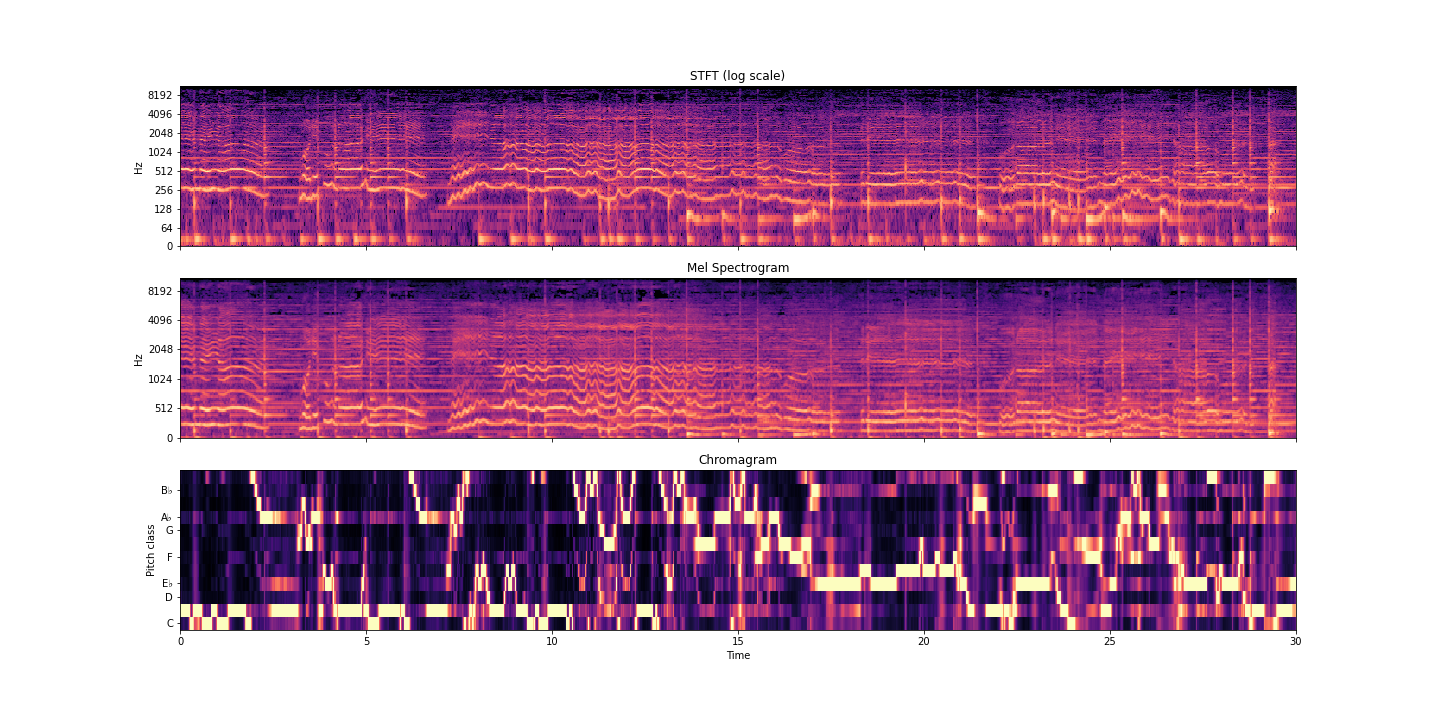 STFT (log scale)
8192
4096
2048
1024
512
256
128
64
0
Hz
Mel Spectrogram
8192
4096
2048
1024
512
0
Hz
Chromagram
B♭
A♭
G
F
E♭
D
C
Pitch class
0 5 10 15 20 25 30
Time